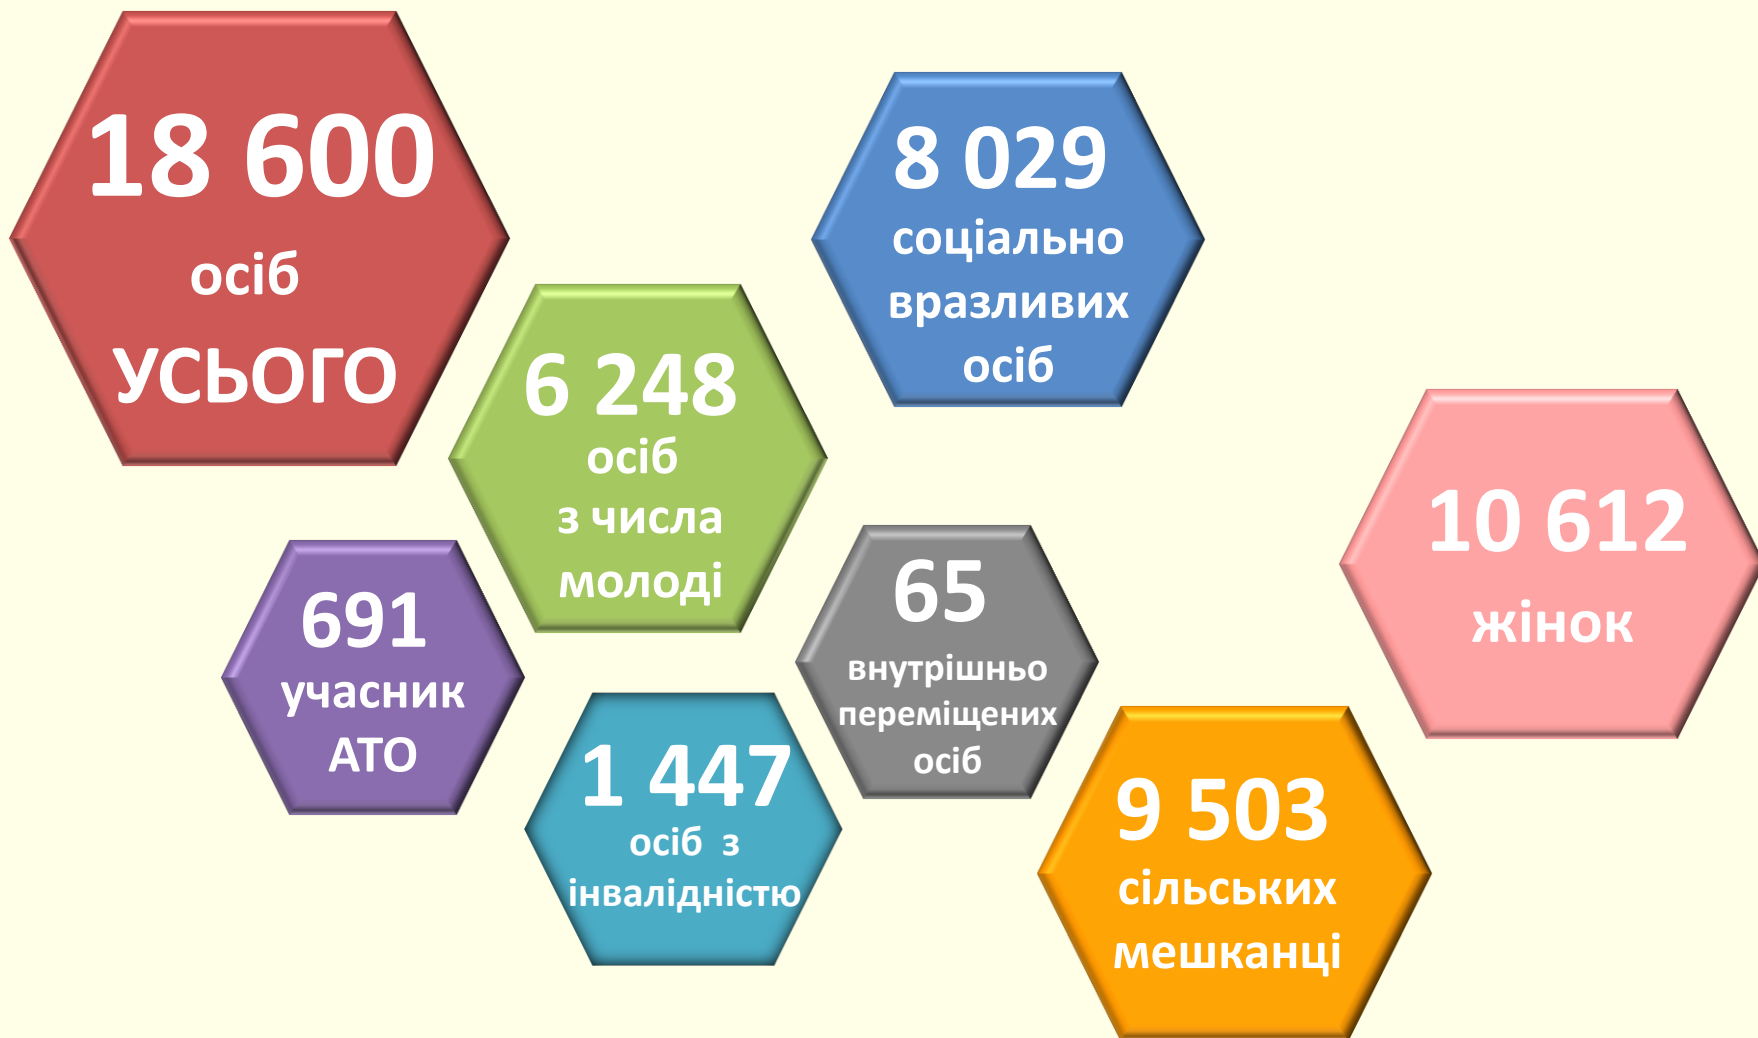 18 600
осіб
УСЬОГО
8 029
соціально
вразливих
осіб
6 248
осіб
з числа
молоді
10 612
жінок
691
учасник
АТО
65
внутрішньо
переміщених
осіб
1 447
осіб з
інвалідністю
9 503
сільських
мешканці